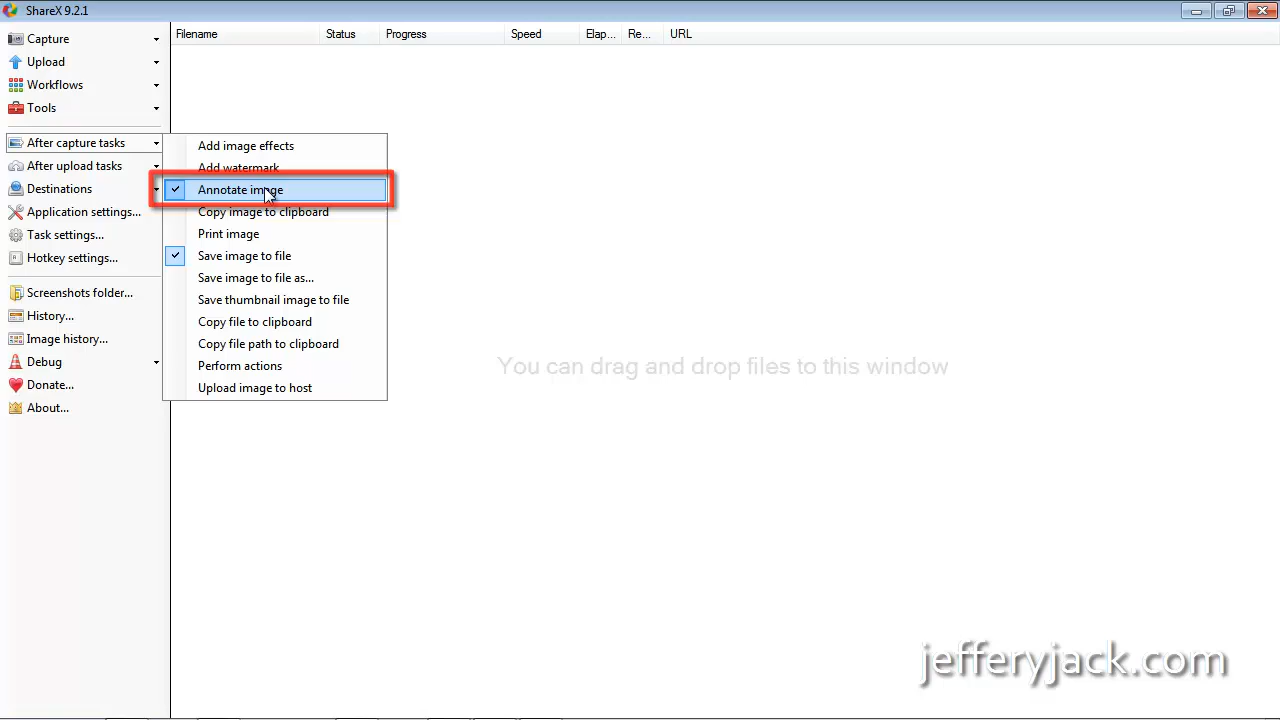 ShareX 9.2.1
Capture
Upload
Workflows
Tools
After capture tasks
After upload tasks
Destinations
Application settings...
Task settings...
Hotkey settings...
Screenshots folder...
History...
Image history...
Debug
Donate...
About...
Filename Status Progress Speed Elap... Re... URL
Add image effects
Add watermark
Annotate image
Copy image to clipboard
Print image
Save image to file
Save image to file as...
Save thumbnail image to file
Copy file to clipboard
Copy file path to clipboard
Perform actions
Upload image to host
You can drag and drop files to this window
jefferyjack.com